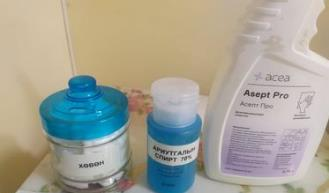 ХӨВӨН
АРИУТГАЛЫН
СПИРТ 70%
acea
Asept Pro
Асепт Про